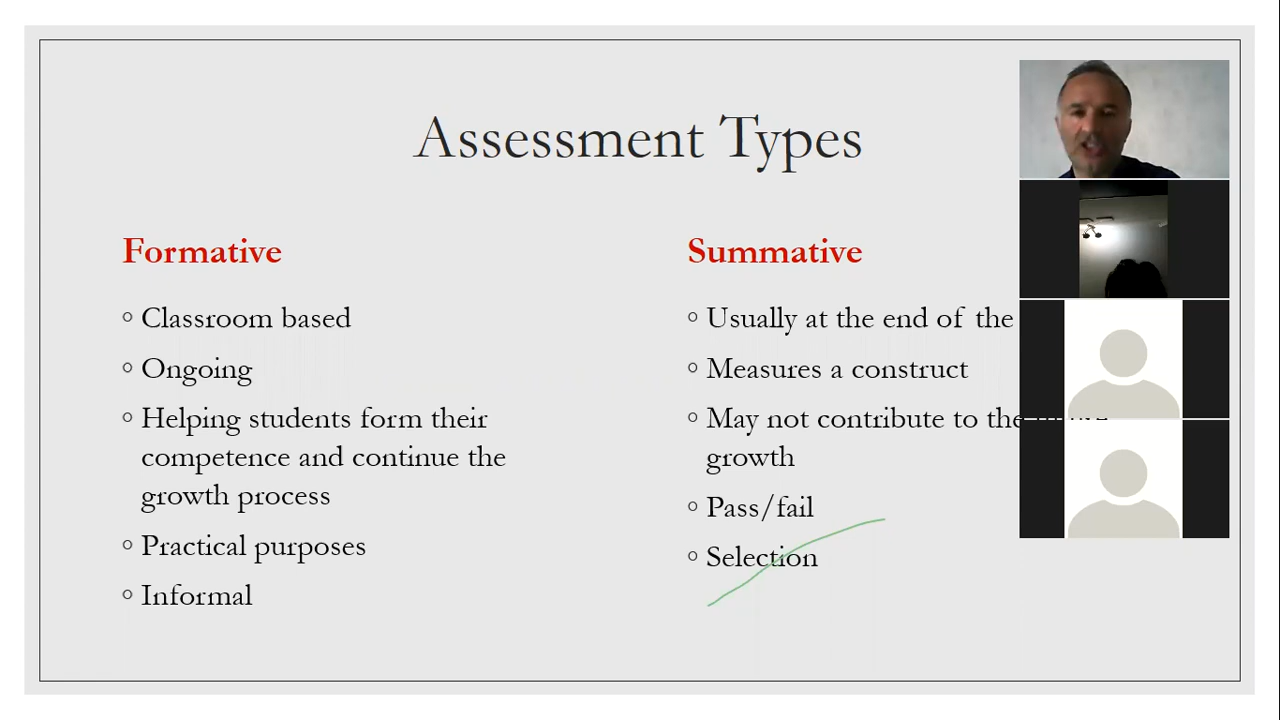 Assessment Types
Formative
Classroom based
Ongoing
Helping students form their
competence and continue the
growth process
Practical purposes
Informal
Summative
Usually at the end of the
Measures a construct
May not contribute to the
growth
Pass/fail
Selection